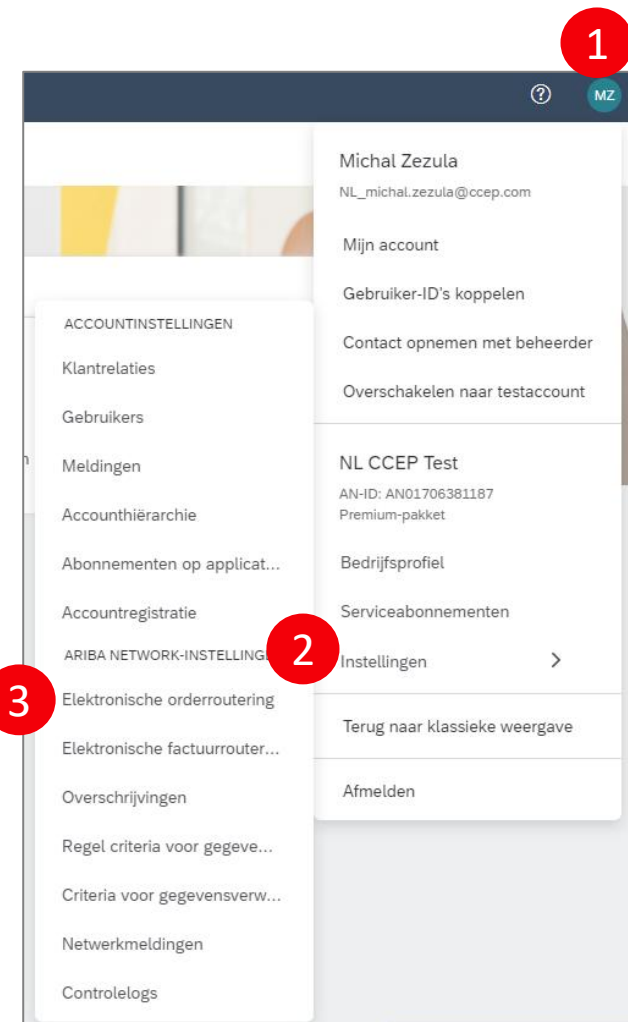 1
MZ
Michal Zezula
NL_michal.zezula@ccep.com
Mijn account
Gebruiker-ID's koppelen
Contact opnemen met beheerder
Overschakelen naar testaccount
NL CCEP Test
AN-ID: AN01706381187
Premium-pakket
Bedrijfsprofiel
Serviceabonnementen
2
Instellingen
Terug naar klassieke weergave
Afmelden
ACCOUNTINSTELLINGEN
Klantrelaties
Gebruikers
Meldingen
Accounthiërarchie
Abonnementen op applicat...
Accountregistratie
ARIBA NETWORK-INSTELLING
3
Elektronische orderroutering
Elektronische factuurrouter...
Overschrijvingen
Regel criteria voor gegeve...
Criteria voor gegevensverw...
Netwerkmeldingen
Controlelogs